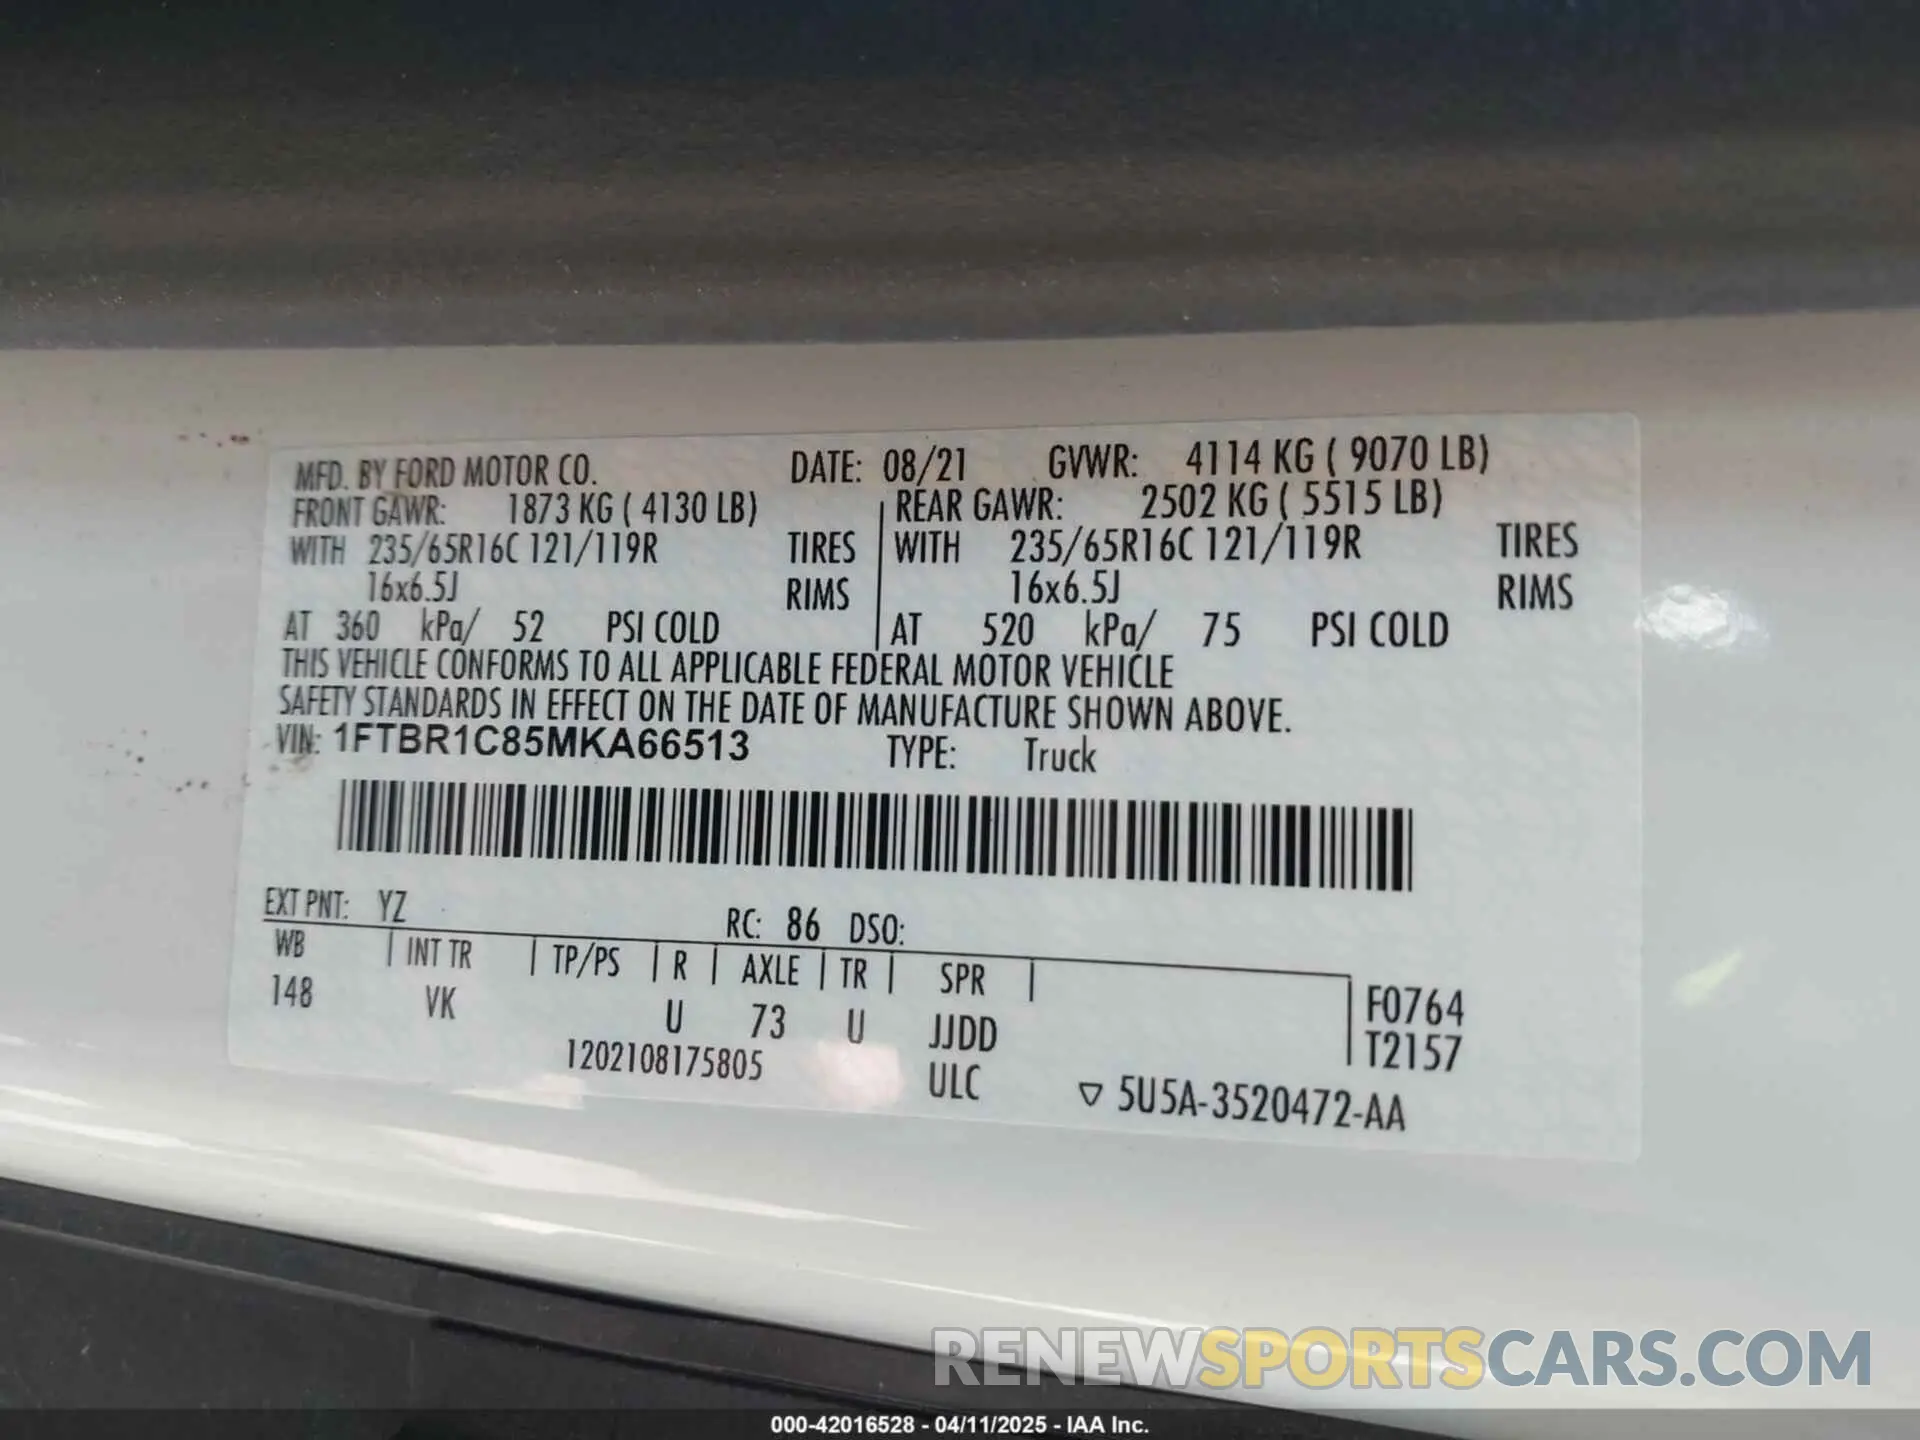 MFD. BY FORD MOTOR CO. DATE: 08/21 GVWR: 4114 KG ( 9070 LB)
FRONT GAWR: 1873 KG ( 4130 LB) REAR GAWR: 2502 KG ( 5515 LB)
WITH 235/65R16C 121/119R TIRES WITH 235/65R16C 121/119R TIRES
16x6.5J RIMS 16x6.5J RIMS
AT 360 kPa/ 52 PSI COLD AT 520 kPa/ 75 PSI COLD
THIS VEHICLE CONFORMS TO ALL APPLICABLE FEDERAL MOTOR VEHICLE
SAFETY STANDARDS IN EFFECT ON THE DATE OF MANUFACTURE SHOWN ABOVE.
VIN: 1FTBR1C85MKA66513 TYPE: Truck
EXT PNT: YZ RC: 86 DSO:
WB | INT TR | TP/PS | R | AXLE | TR | SPR |
148 VK U 73 U JJDD F0764
1202108175805 ULC T2157
▽ 5U5A-3520472-AA
RENEWSPORTSCARS.COM
000-42016528 - 04/11/2025 - IAA Inc.